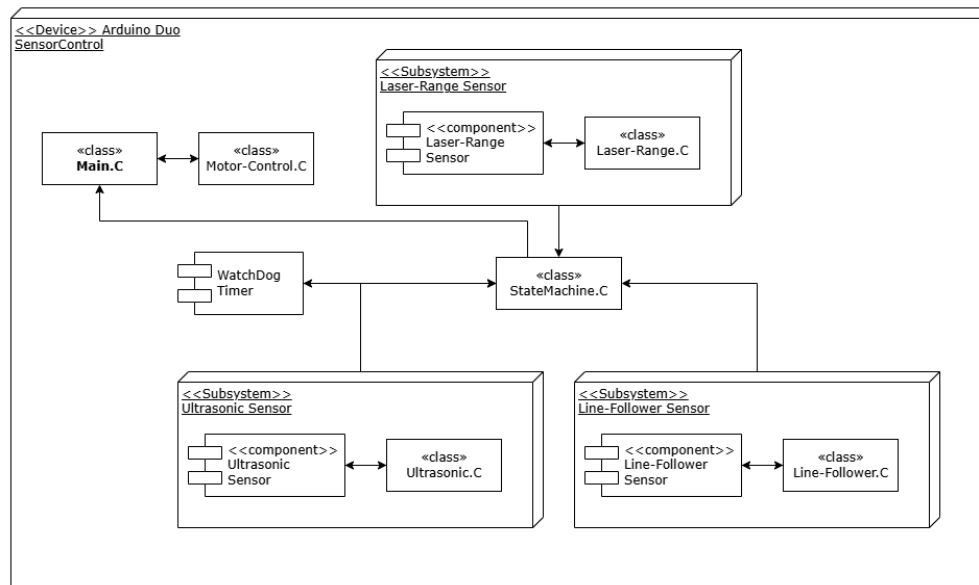 <<Device>> Arduino Duo
SensorControl
<<Subsystem>>
Laser-Range Sensor
<<component>>
Laser-Range
Sensor
«class»
Laser-Range.C
«class»
Main.C
«class»
Motor-Control.C
WatchDog
Timer
«class»
StateMachine.C
<<Subsystem>>
Ultrasonic Sensor
<<component>>
Ultrasonic
Sensor
«class»
Ultrasonic.C
<<Subsystem>>
Line-Follower Sensor
<<component>>
Line-Follower
Sensor
«class»
Line-Follower.C